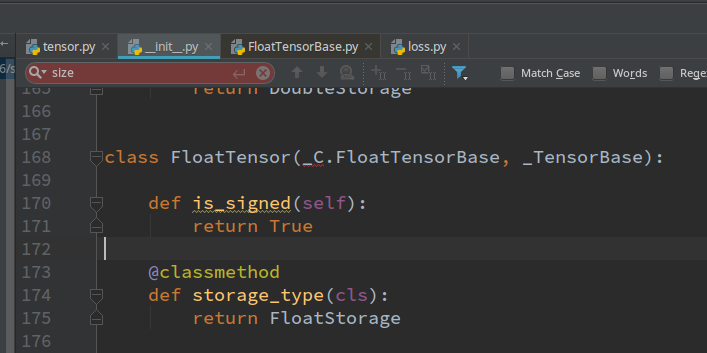 tensor.py × __init__.py × FloatTensorBase.py × loss.py ×
6/s size Match Case Words Rege
165 return DoubleStorage
166
167
168 class FloatTensor(_C.FloatTensorBase, _TensorBase):
169
170 def is_signed(self):
171 return True
172
173 @classmethod
174 def storage_type(cls):
175 return FloatStorage
176